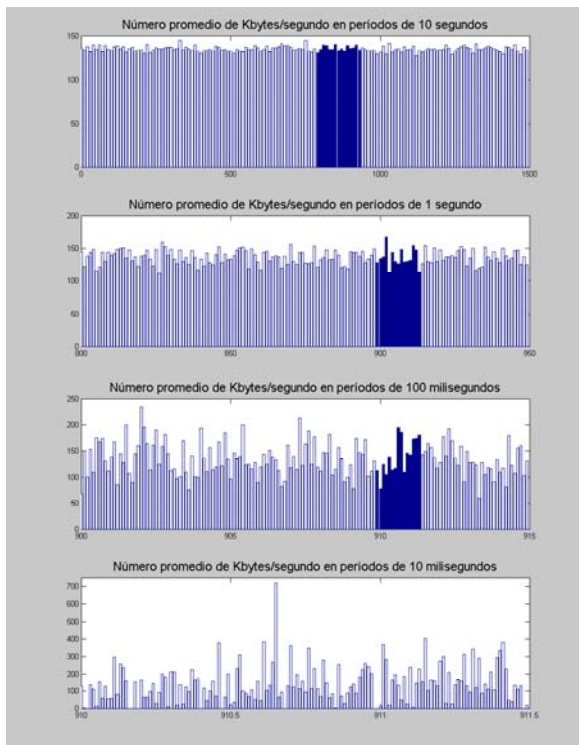 Número promedio de Kbytes/segundo en períodos de 10 segundos
150
100
50
0
0 500 1000 1500
Número promedio de Kbytes/segundo en períodos de 1 segundo
200
150
100
50
0
800 850 900 950
Número promedio de Kbytes/segundo en períodos de 100 milisegundos
250
200
150
100
50
0
900 905 910 915
Número promedio de Kbytes/segundo en períodos de 10 milisegundos
700
600
500
400
300
200
100
0
910 910.5 911 911.5